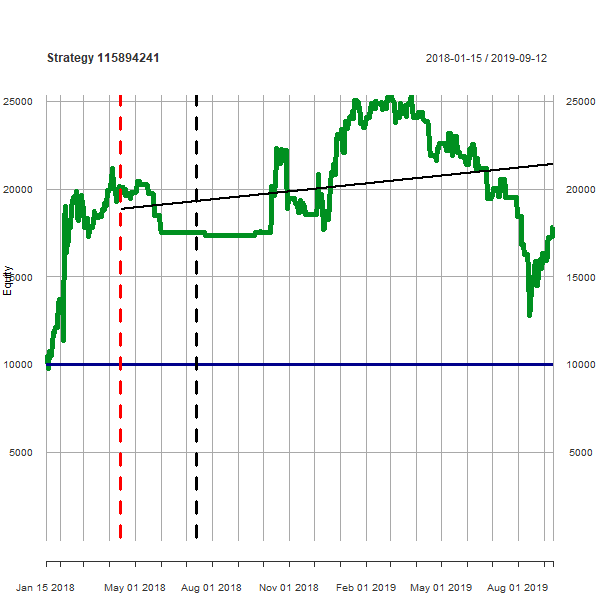 Strategy 115894241
2018-01-15 / 2019-09-12
25000
25000
20000
20000
Equity
15000
15000
10000
10000
5000
5000
Jan 15 2018
May 01 2018
Aug 01 2018
Nov 01 2018
Feb 01 2019
May 01 2019
Aug 01 2019